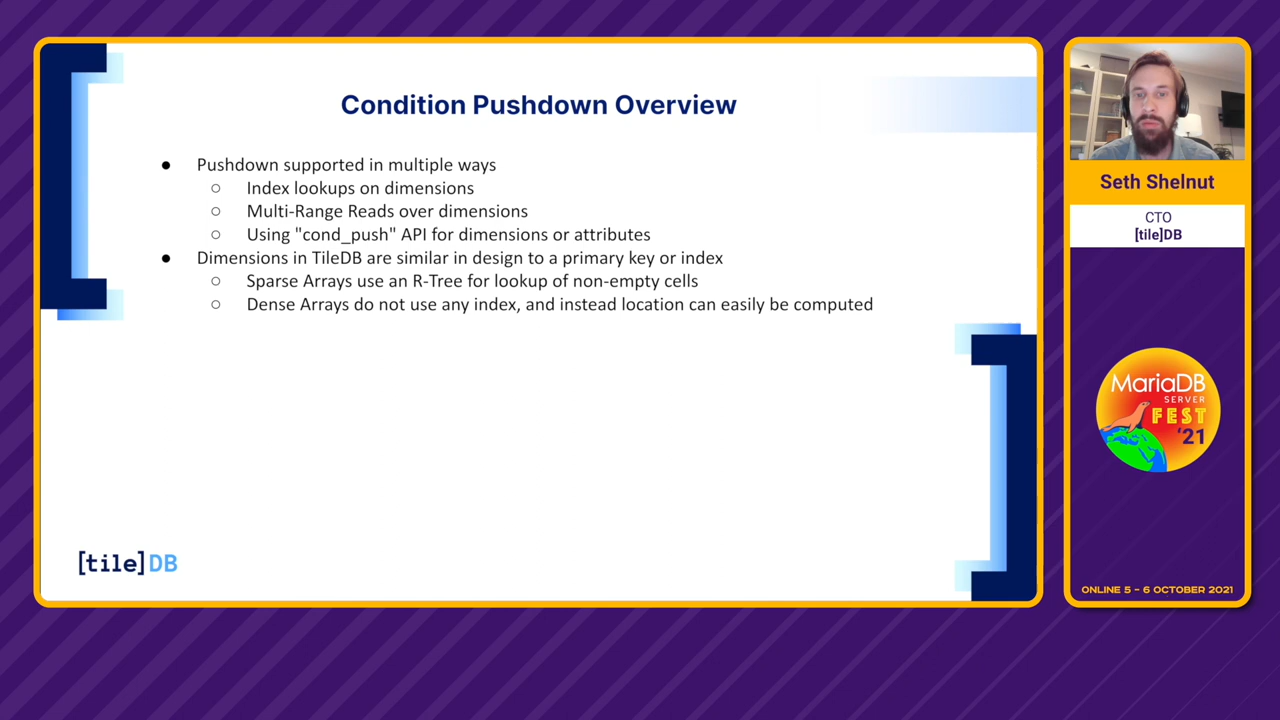 Condition Pushdown Overview
● Pushdown supported in multiple ways
○ Index lookups on dimensions
○ Multi-Range Reads over dimensions
○ Using "cond_push" API for dimensions or attributes
● Dimensions in TileDB are similar in design to a primary key or index
○ Sparse Arrays use an R-Tree for lookup of non-empty cells
○ Dense Arrays do not use any index, and instead location can easily be computed
[tile]DB
Seth Shelnut
CTO
[tile]DB
MariaDB
SERVER
FEST
'21
ONLINE 5 - 6 OCTOBER 2021